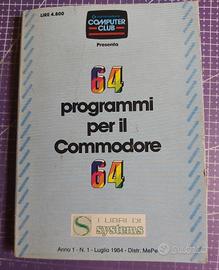 LIRE 4.800
COMPUTER
CLUB
Presenta
64
programmi
per il
Commodore
64
S
I LIBRI DI
systems
Anno 1 - N. 1 - Luglio 1984 - Distr. MePe